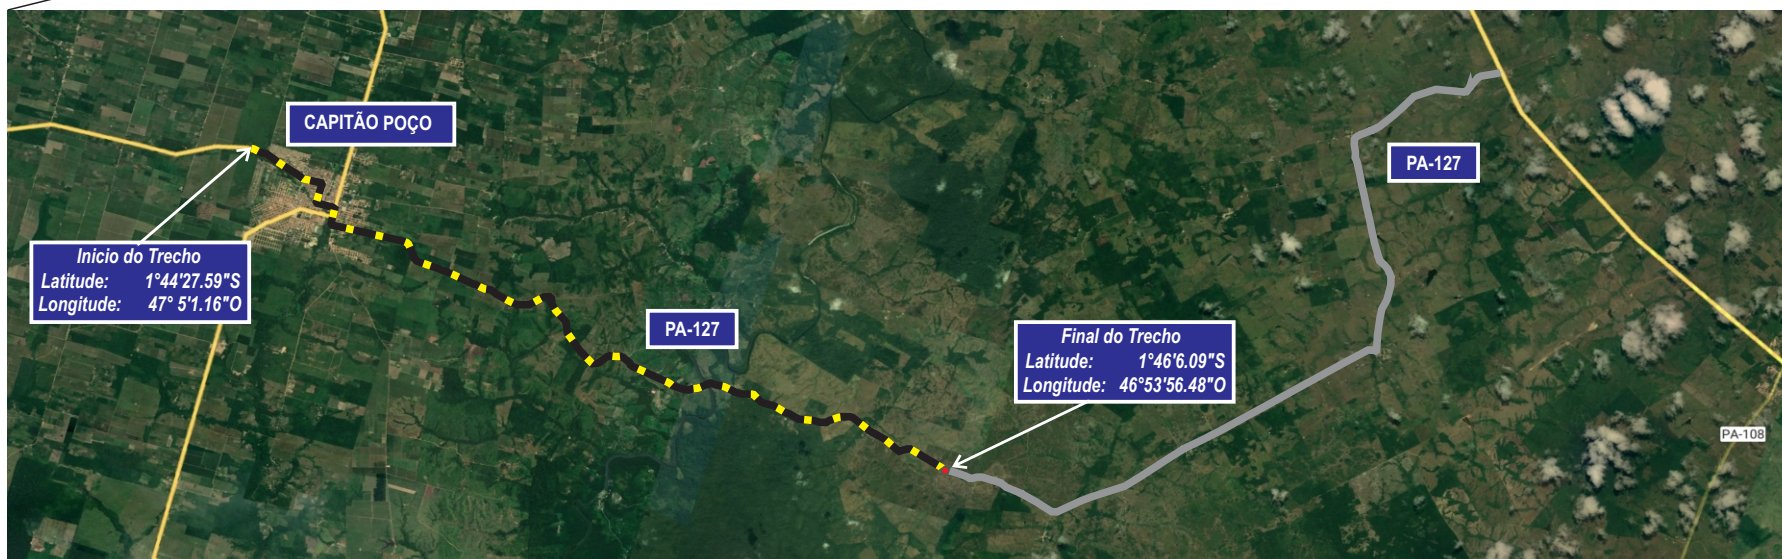 CAPITÃO POÇO
PA-127
Inicio do Trecho
Latitude: 1°44'27.59"S
Longitude: 47° 5'1.16"O
PA-127
Final do Trecho
Latitude: 1°46'6.09"S
Longitude: 46°53'56.48"O
PA-108